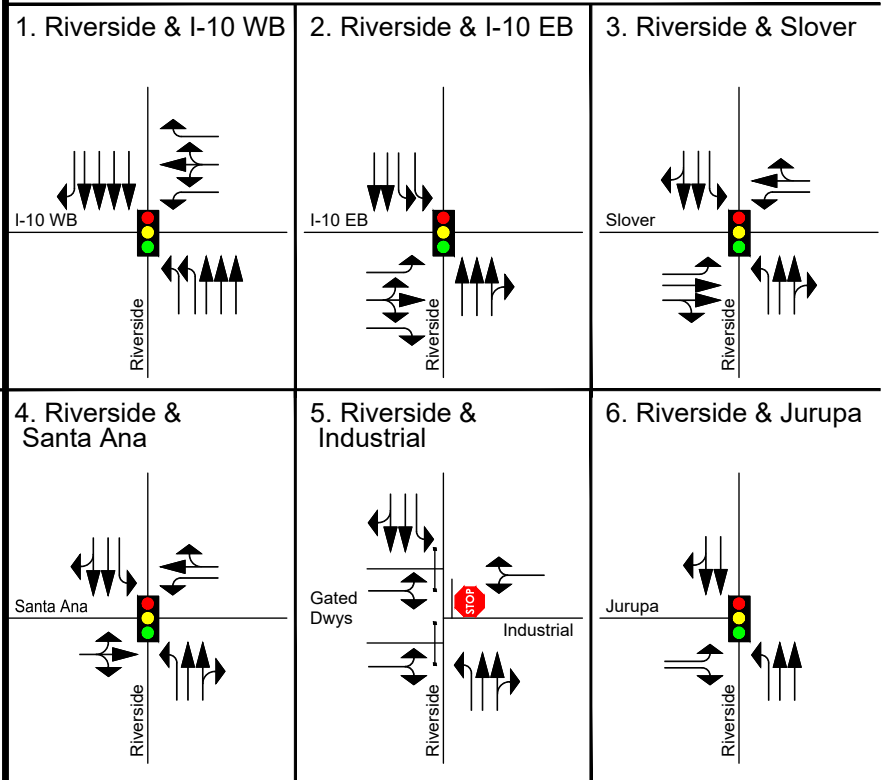 1. Riverside & I-10 WB
I-10 WB
Riverside
2. Riverside & I-10 EB
I-10 EB
Riverside
3. Riverside & Slover
Slover
Riverside
4. Riverside &
Santa Ana
Santa Ana
Riverside
5. Riverside &
Industrial
Gated
Dwys
STOP
Industrial
Riverside
6. Riverside & Jurupa
Jurupa
Riverside